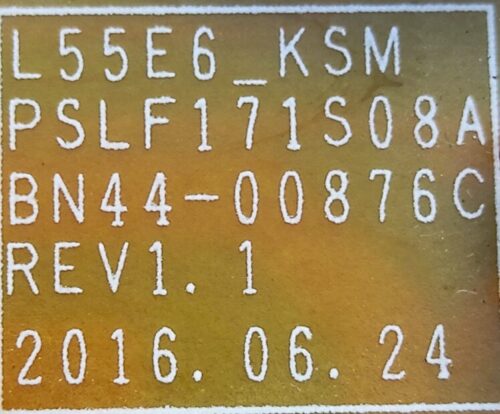 L55E6_KSM
PSLF171S08A
BN44-00876C
REV1.1
2016.06.24